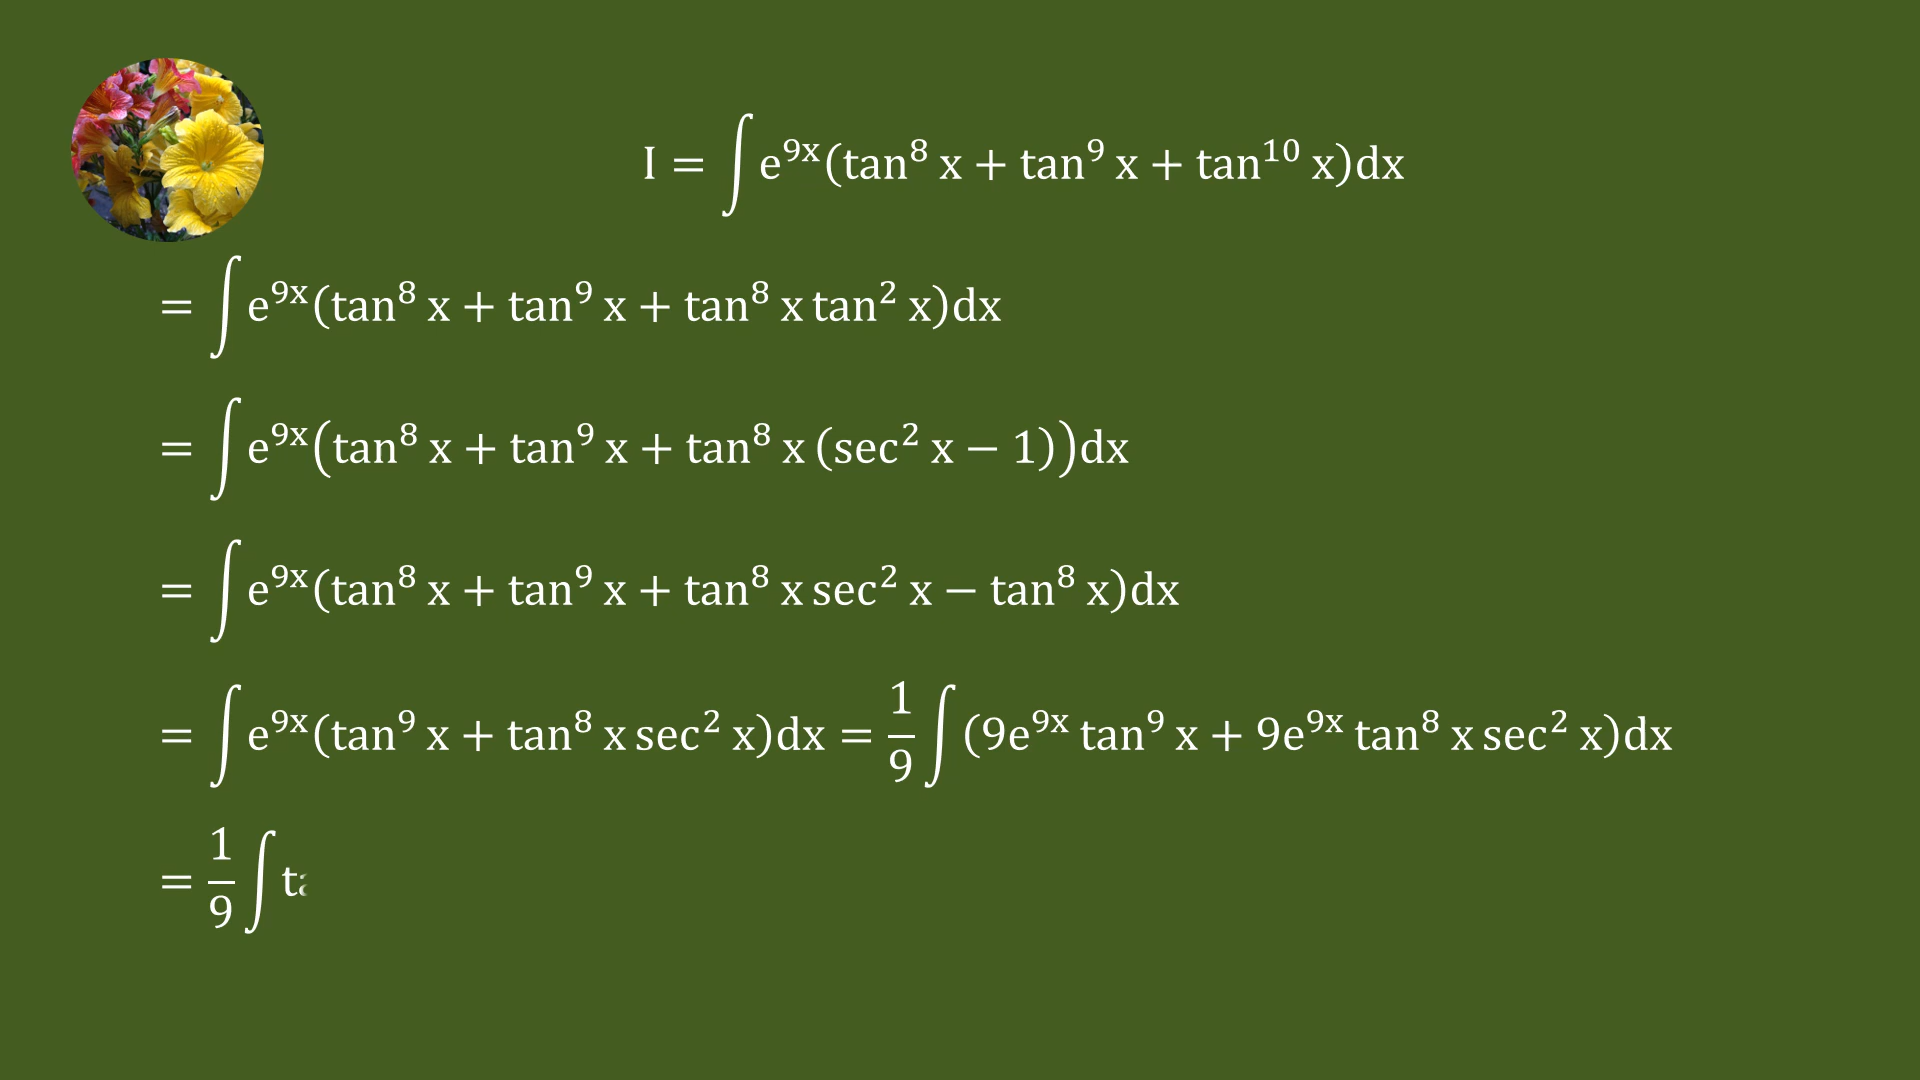 I = ∫ e^{9x}(tan^8 x + tan^9 x + tan^{10} x)dx
= ∫ e^{9x}(tan^8 x + tan^9 x + tan^8 x tan^2 x)dx
= ∫ e^{9x}(tan^8 x + tan^9 x + tan^8 x (sec^2 x − 1))dx
= ∫ e^{9x}(tan^8 x + tan^9 x + tan^8 x sec^2 x − tan^8 x)dx
= ∫ e^{9x}(tan^9 x + tan^8 x sec^2 x)dx = \frac{1}{9} ∫ (9e^{9x} tan^9 x + 9e^{9x} tan^8 x sec^2 x)dx
= \frac{1}{9} ∫ t